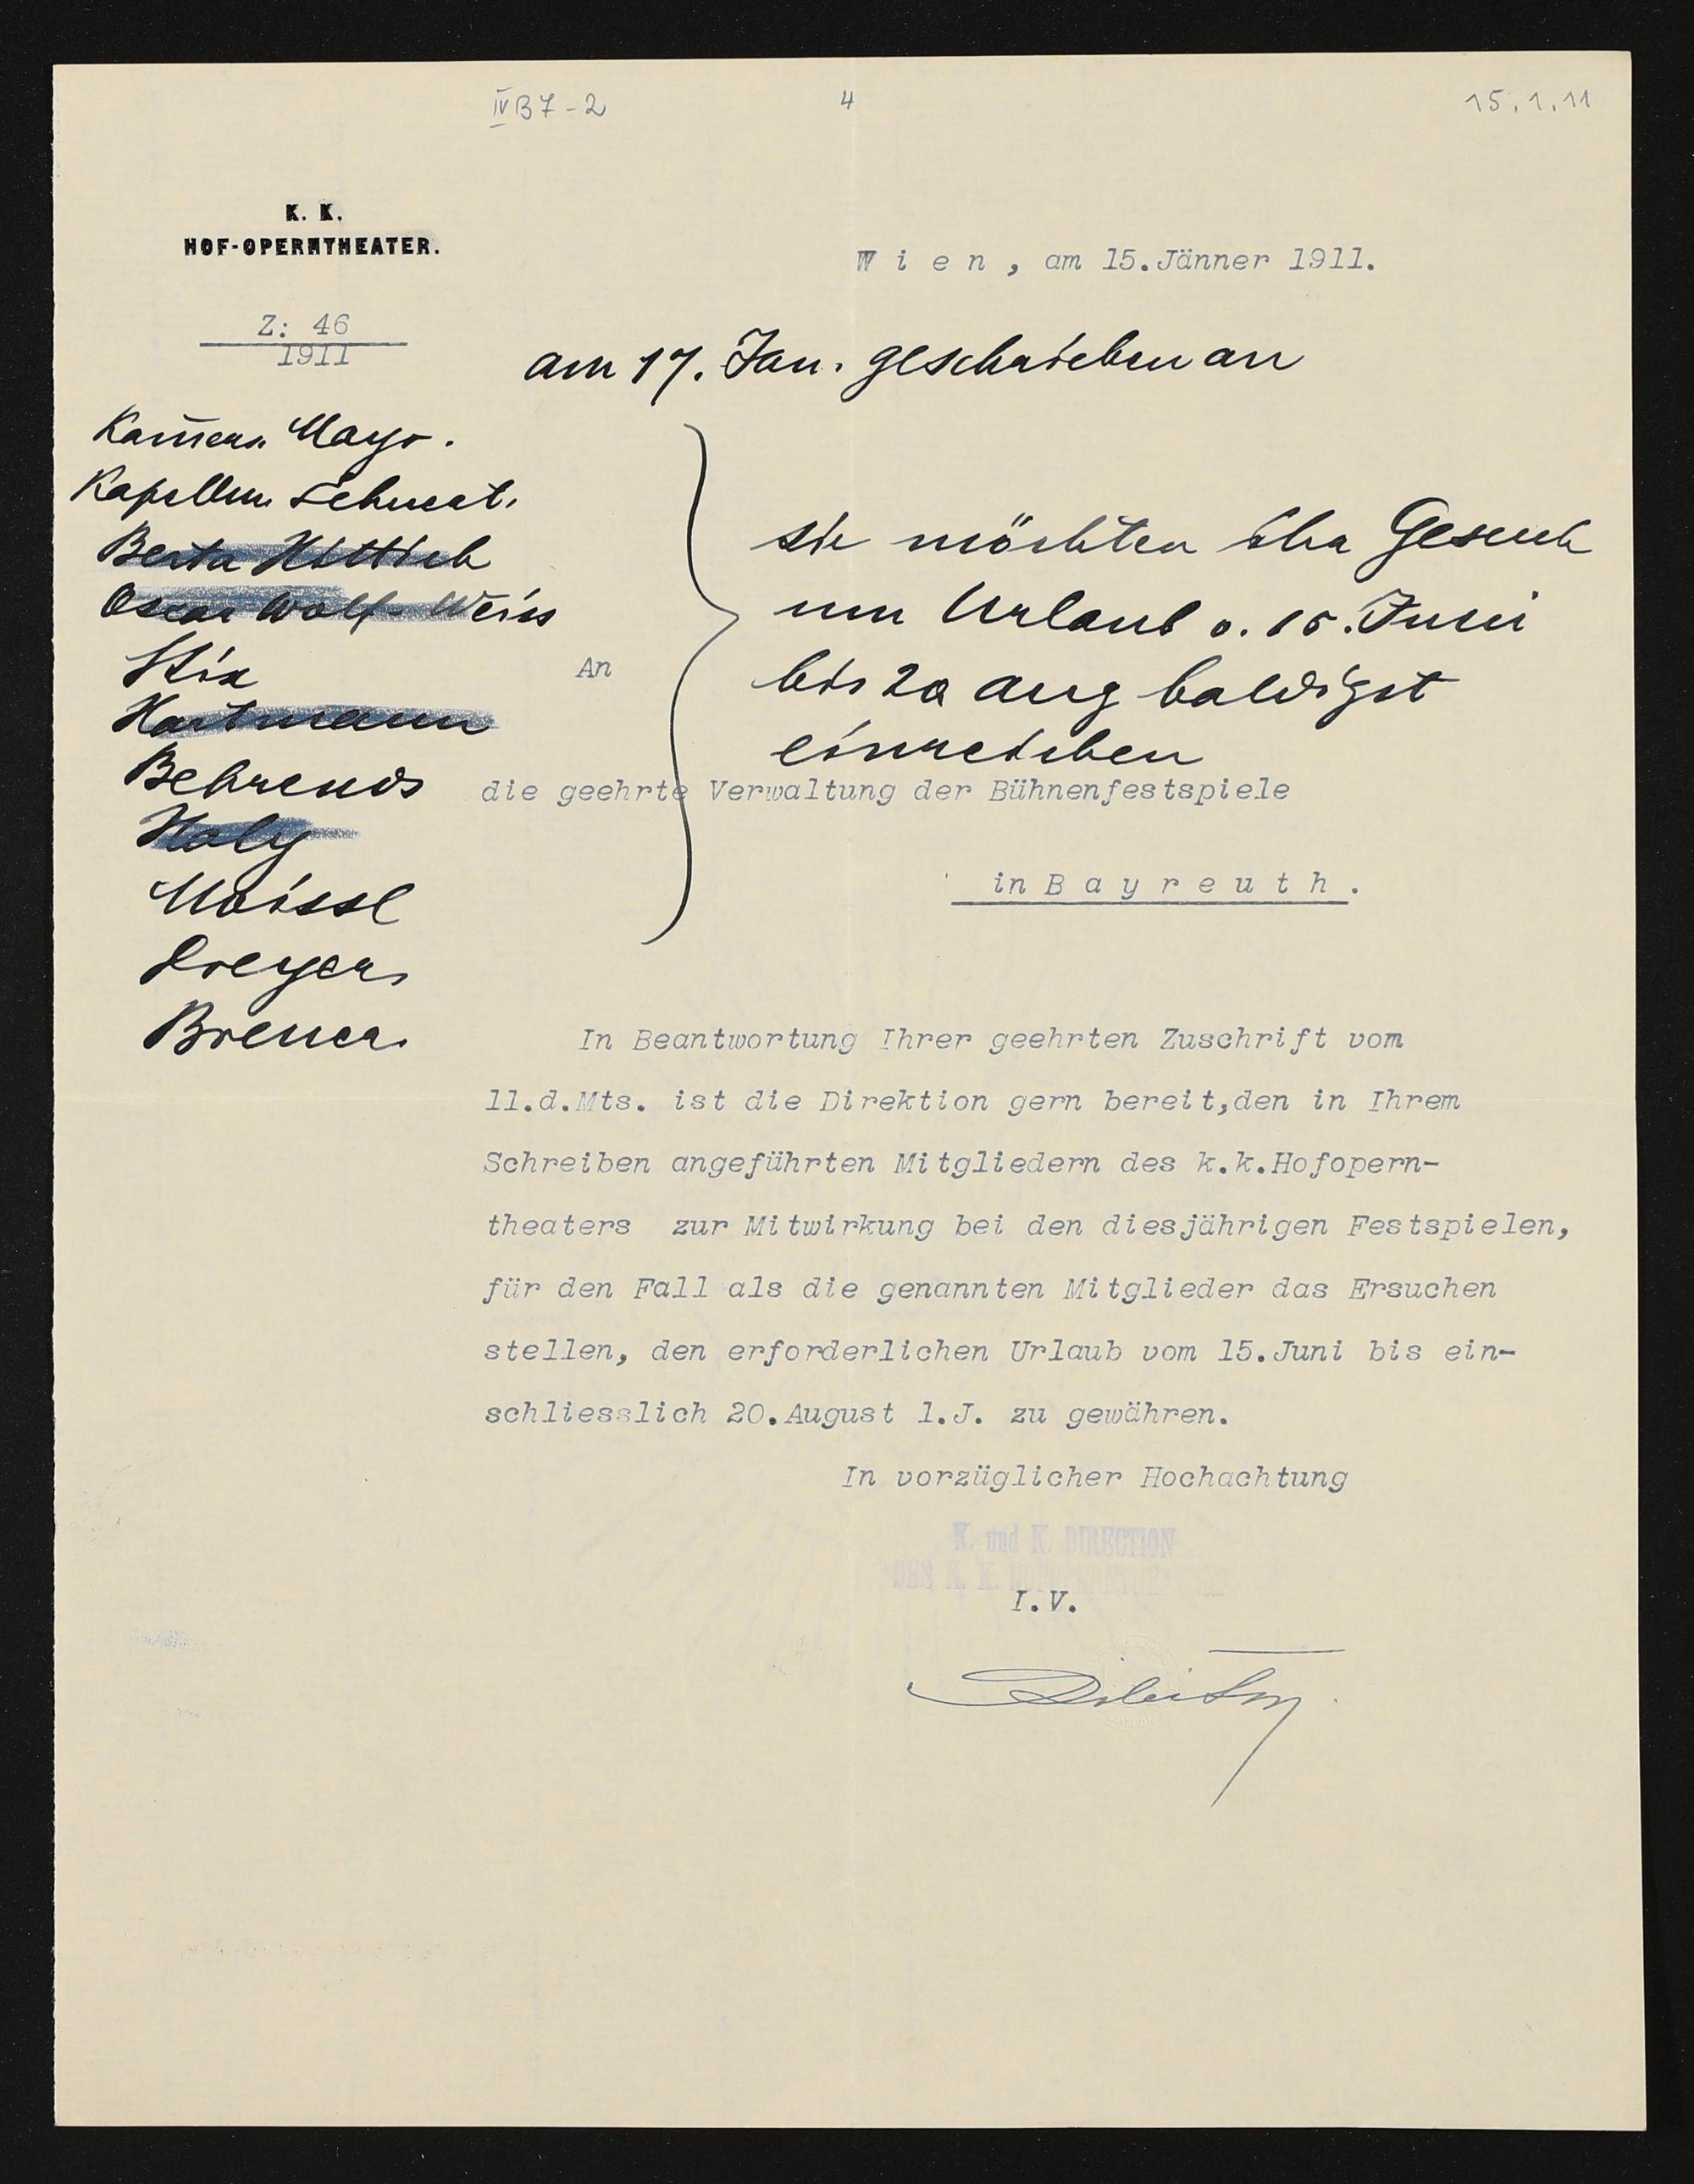 IV B 7 - 2
4
15.1.11
K. K.
HOF-OPERNTHEATER.
Z: 46
1911
Wien, am 15.Jänner 1911.
am 17. Jan. geschrieben an
Kam̄ers. Mayr.
Kapellm.
Berta
Oscar Wolf Weiss
Stix
Hartmann
Behrends
Holy
Moissl
Dreyer
Breuer
sie möchten ihr Gesuch
um Urlaub v. 15. Juni
bis 20 Aug baldigst
einreichen
An
die geehrte Verwaltung der Bühnenfestspiele
in Bayreuth.
In Beantwortung Ihrer geehrten Zuschrift vom
11.d.Mts. ist die Direktion gern bereit,den in Ihrem
Schreiben angeführten Mitgliedern des k.k.Hofopern-
theaters zur Mitwirkung bei den diesjährigen Festspielen,
für den Fall als die genannten Mitglieder das Ersuchen
stellen, den erforderlichen Urlaub vom 15.Juni bis ein-
schliesslich 20.August l.J. zu gewähren.
In vorzüglicher Hochachtung
K. und K. DIRECTION
DES K. K.
I.V.